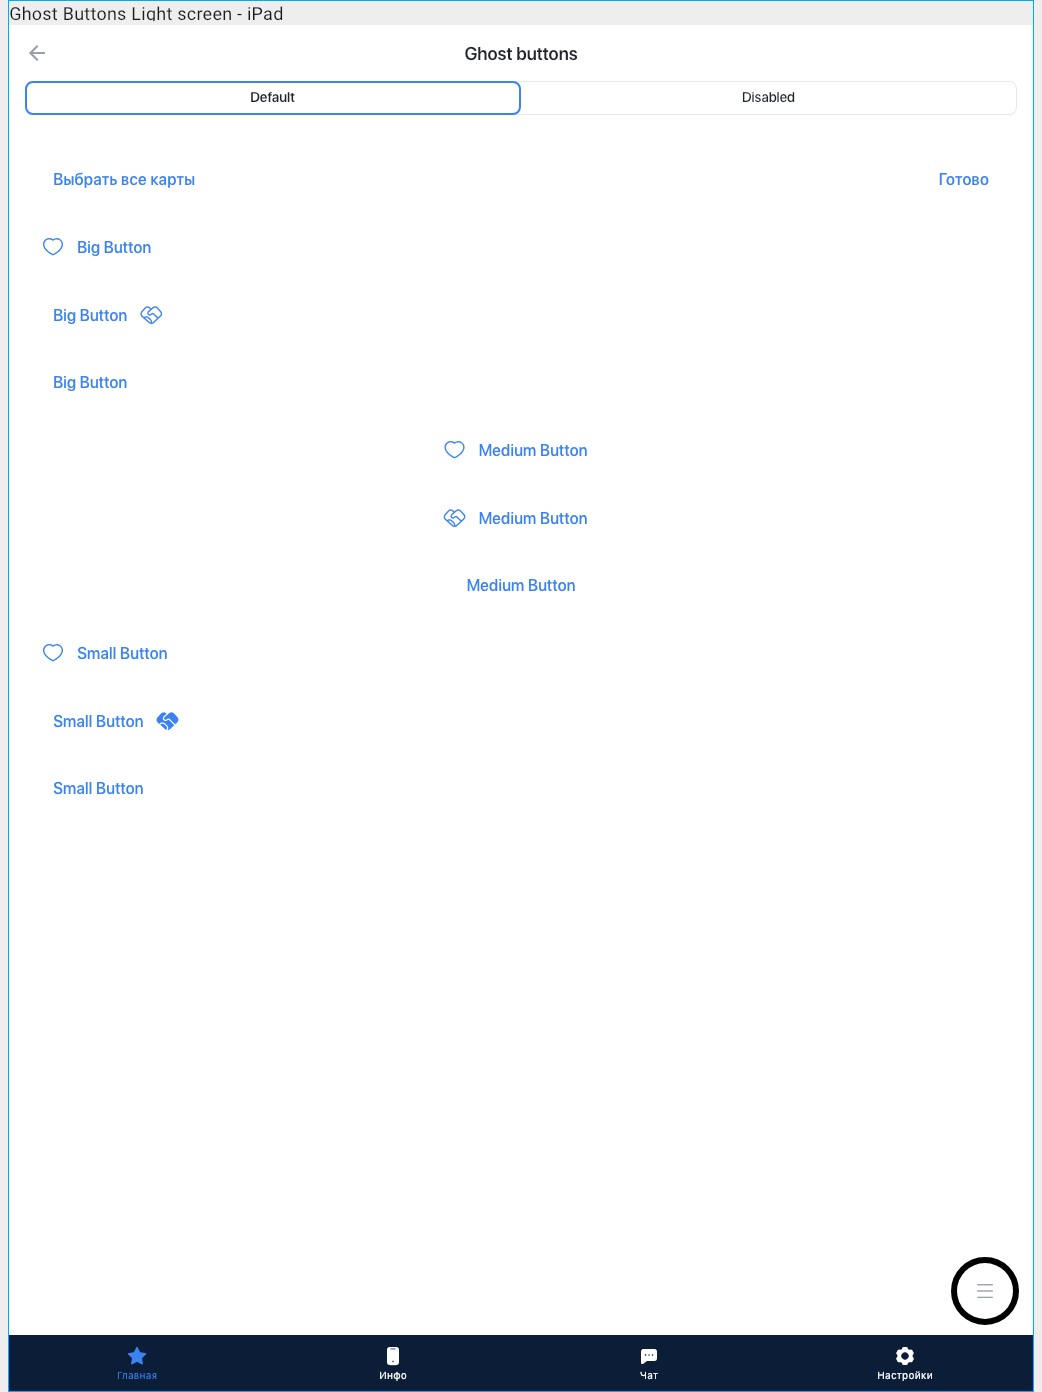 Ghost Buttons Light screen - iPad
Ghost buttons
Default
Disabled
Выбрать все карты
Готово
Big Button
Big Button
Big Button
Medium Button
Medium Button
Medium Button
Small Button
Small Button
Small Button
Главная
Инфо
Чат
Настройки